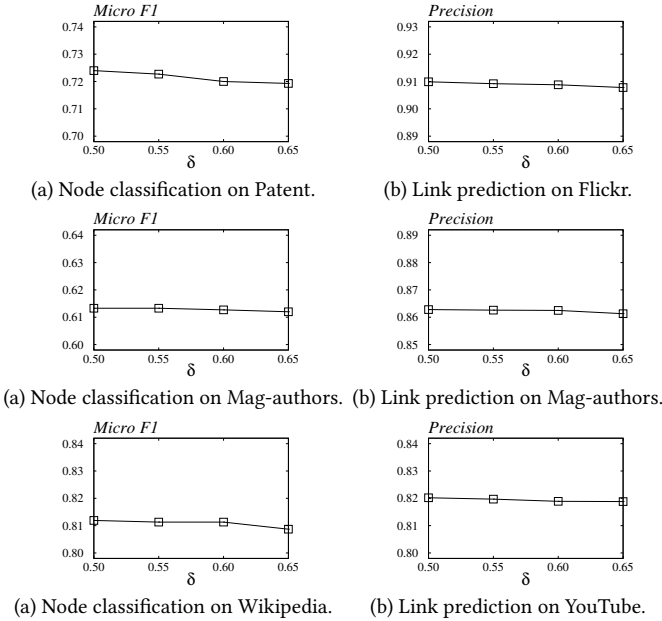 Micro F1
0.74
0.73
0.72
0.71
0.70
0.50 0.55 0.60 0.65
δ
(a) Node classification on Patent.
Precision
0.93
0.92
0.91
0.90
0.89
0.50 0.55 0.60 0.65
δ
(b) Link prediction on Flickr.
Micro F1
0.64
0.63
0.62
0.61
0.60
0.50 0.55 0.60 0.65
δ
(a) Node classification on Mag-authors.
Precision
0.89
0.88
0.87
0.86
0.85
0.50 0.55 0.60 0.65
δ
(b) Link prediction on Mag-authors.
Micro F1
0.84
0.83
0.82
0.81
0.80
0.50 0.55 0.60 0.65
δ
(a) Node classification on Wikipedia.
Precision
0.84
0.83
0.82
0.81
0.80
0.50 0.55 0.60 0.65
δ
(b) Link prediction on YouTube.